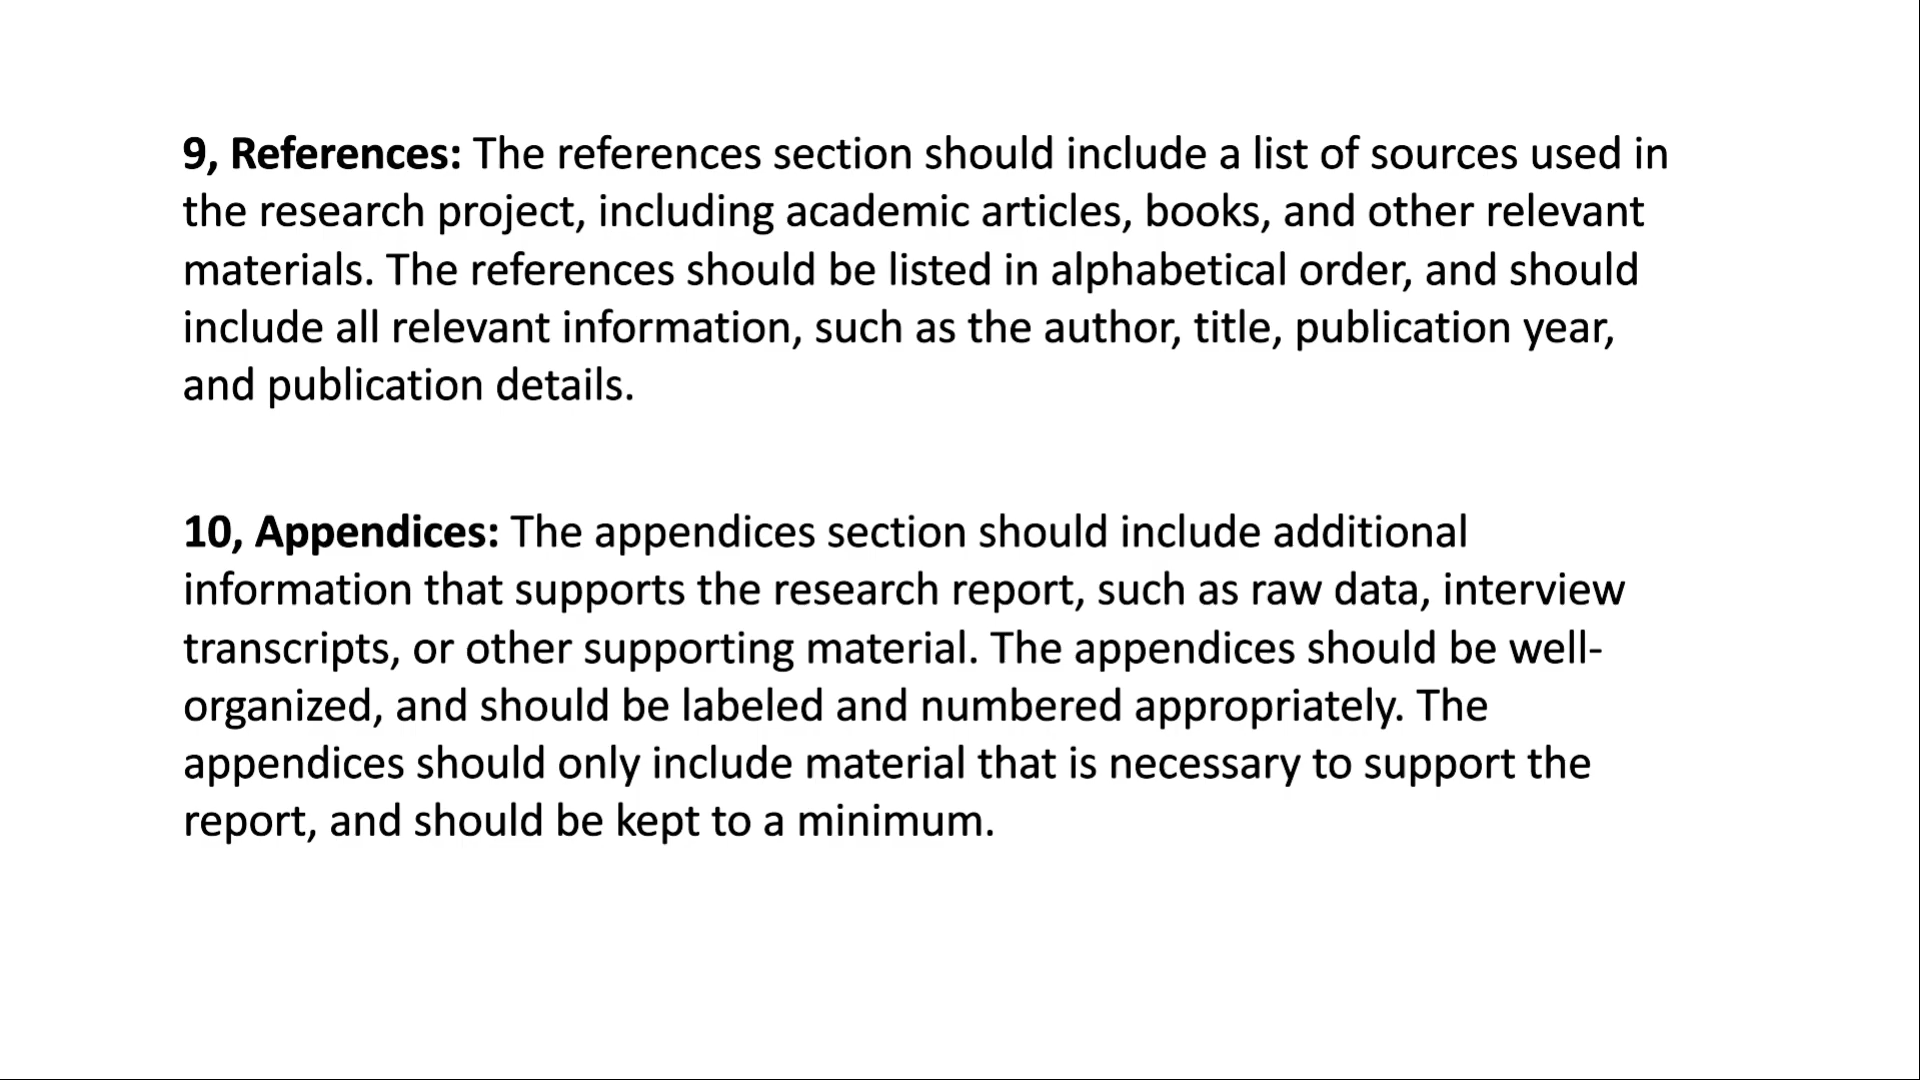 9, References: The references section should include a list of sources used in
the research project, including academic articles, books, and other relevant
materials. The references should be listed in alphabetical order, and should
include all relevant information, such as the author, title, publication year,
and publication details.
10, Appendices: The appendices section should include additional
information that supports the research report, such as raw data, interview
transcripts, or other supporting material. The appendices should be well-
organized, and should be labeled and numbered appropriately. The
appendices should only include material that is necessary to support the
report, and should be kept to a minimum.